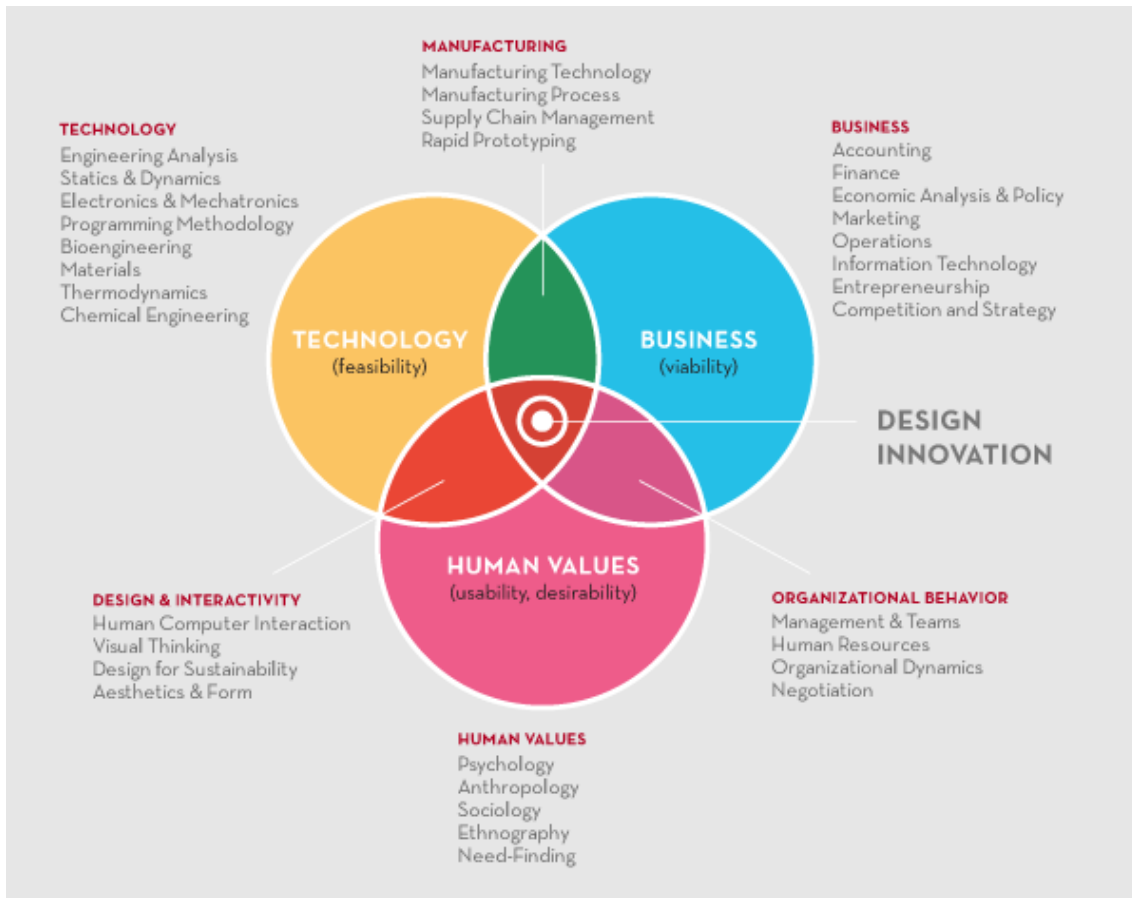 MANUFACTURING
Manufacturing Technology
Manufacturing Process
Supply Chain Management
Rapid Prototyping
TECHNOLOGY
Engineering Analysis
Statics & Dynamics
Electronics & Mechatronics
Programming Methodology
Bioengineering
Materials
Thermodynamics
Chemical Engineering
BUSINESS
Accounting
Finance
Economic Analysis & Policy
Marketing
Operations
Information Technology
Entrepreneurship
Competition and Strategy
TECHNOLOGY
(feasibility)
BUSINESS
(viability)
DESIGN
INNOVATION
HUMAN VALUES
(usability, desirability)
DESIGN & INTERACTIVITY
Human Computer Interaction
Visual Thinking
Design for Sustainability
Aesthetics & Form
ORGANIZATIONAL BEHAVIOR
Management & Teams
Human Resources
Organizational Dynamics
Negotiation
HUMAN VALUES
Psychology
Anthropology
Sociology
Ethnography
Need-Finding